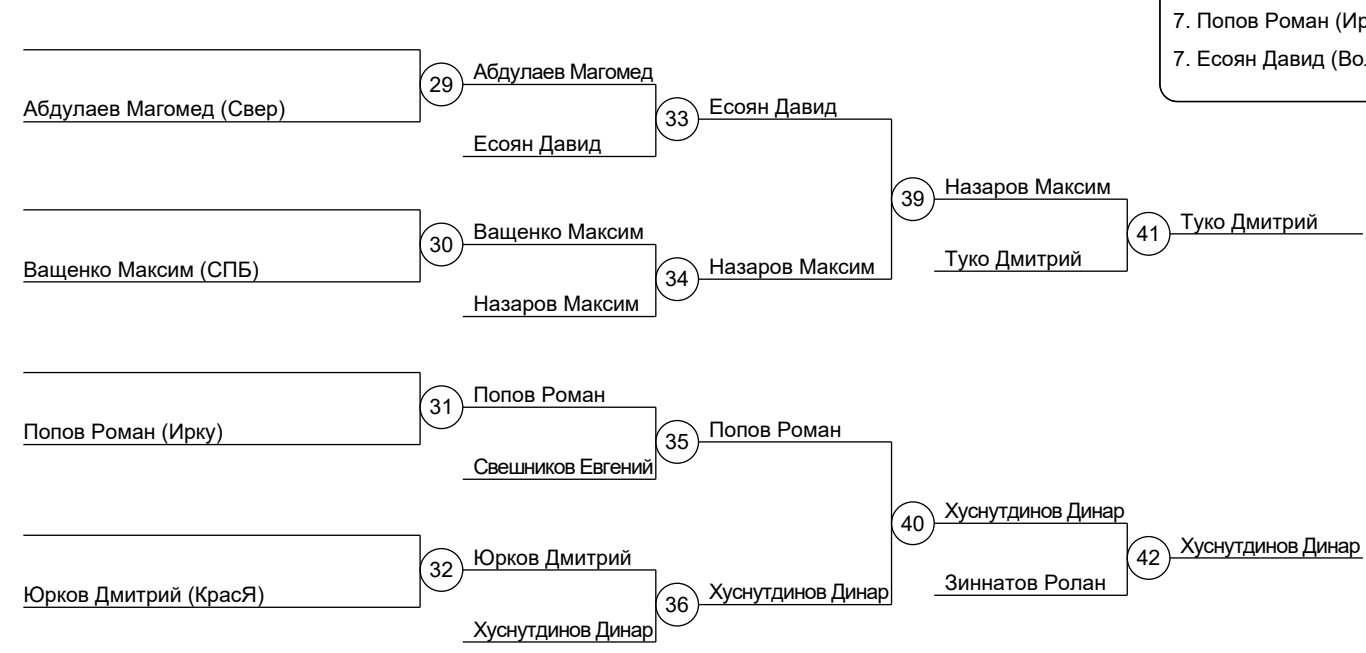 7. Попов Роман (Ир
7. Есоян Давид (Вол
29
Абдулаев Магомед
Абдулаев Магомед (Свер)
33
Есоян Давид
Есоян Давид
39
Назаров Максим
30
Ващенко Максим
41
Туко Дмитрий
Ващенко Максим (СПБ)
34
Назаров Максим
Туко Дмитрий
Назаров Максим
31
Попов Роман
Попов Роман (Ирку)
35
Попов Роман
Свешников Евгений
40
Хуснутдинов Динар
32
Юрков Дмитрий
42
Хуснутдинов Динар
Юрков Дмитрий (КрасЯ)
36
Хуснутдинов Динар
Зиннатов Ролан
Хуснутдинов Динар